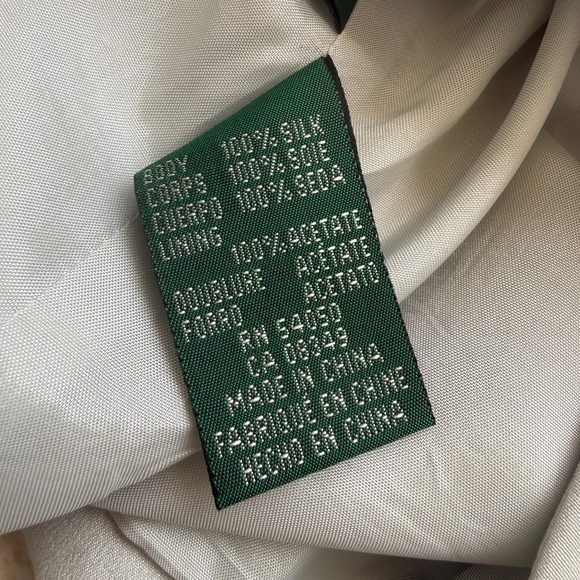 BODY 100% SILK
CORPS 100% SOIE
CUERPO 100% SEDA
LINING 100% ACETATE
DOUBLURE ACETATE
FORRO ACETATO
RN 54050
CA 08349
MADE IN CHINA
FABRIQUE EN CHINE
HECHO EN CHINA